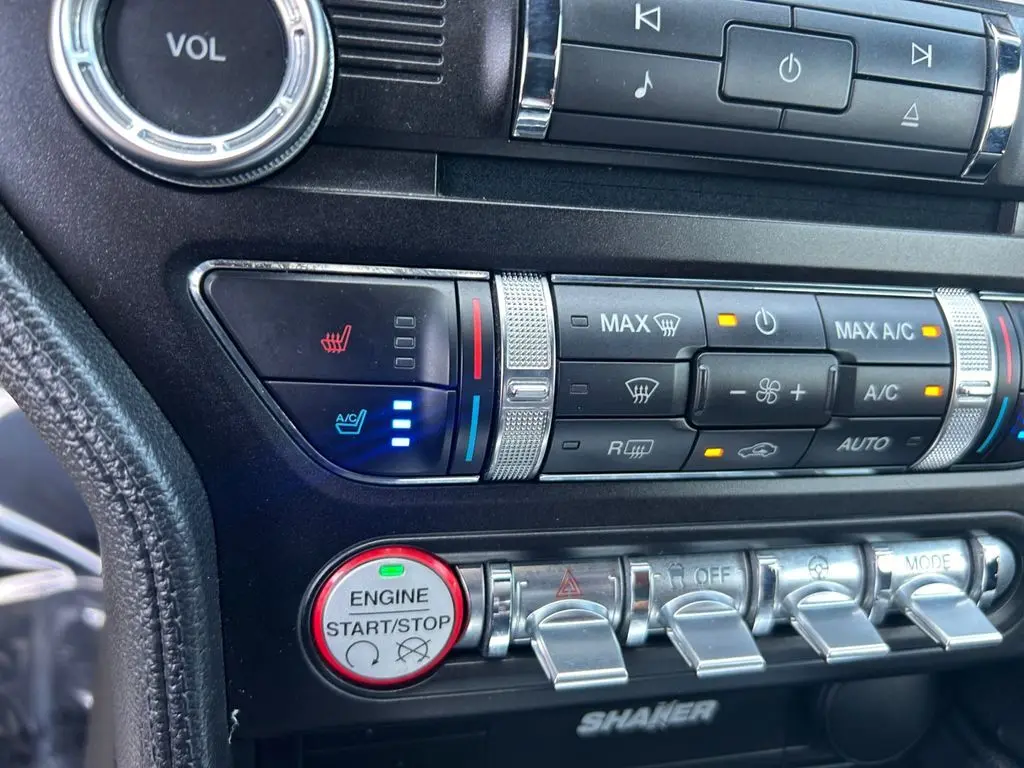 VOL
MAX
MAX A/C
A/C
A/C
R
AUTO
ENGINE
START/STOP
OFF
MODE
SHAKER